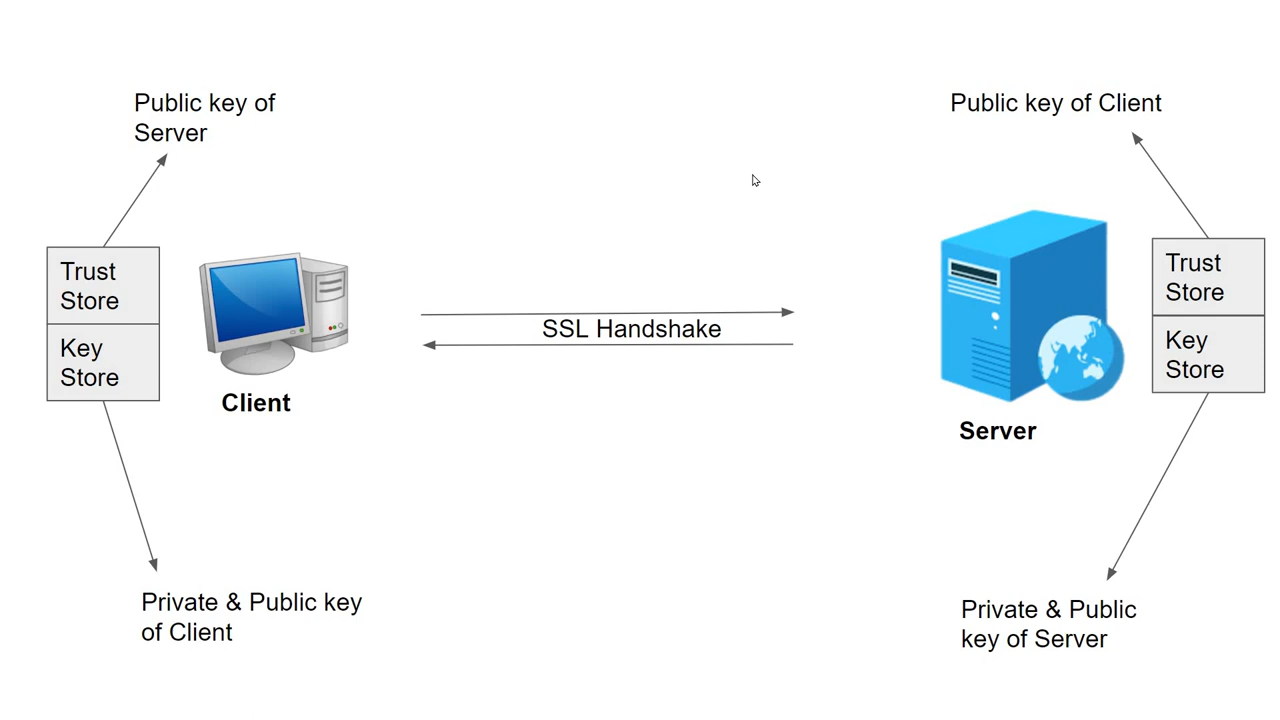 Public key of
Server
Public key of Client
Trust
Store
Key
Store
Client
SSL Handshake
Server
Trust
Store
Key
Store
Private & Public key
of Client
Private & Public
key of Server